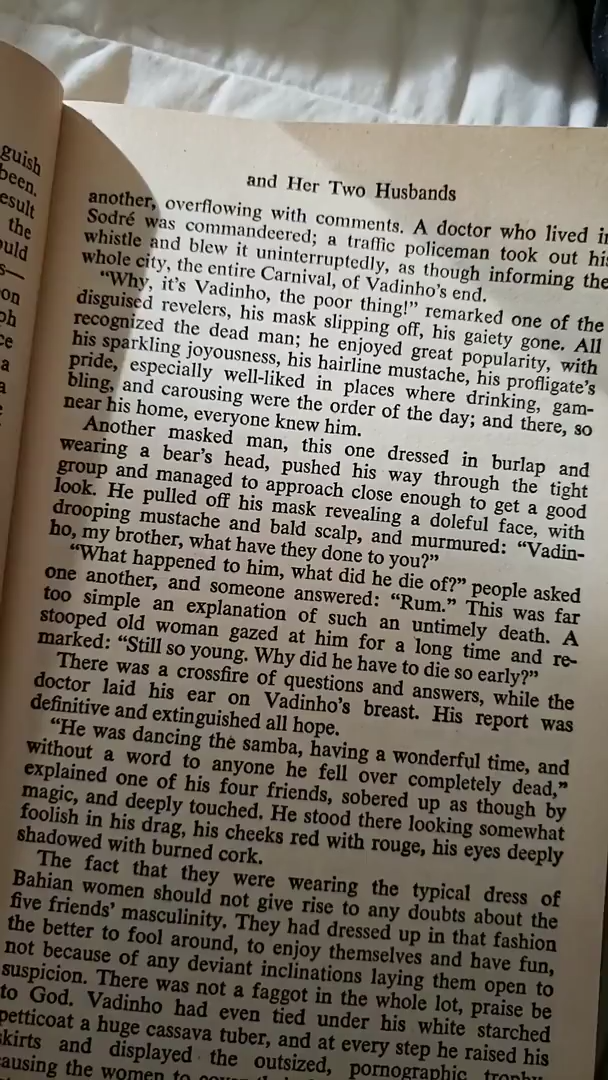 guish
been.
esult
the
ould
s—
on
ph
ce
a
a
and Her Two Husbands
another, overflowing with comments. A doctor who lived in
Sodré was commandeered; a traffic policeman took out his
whistle and blew it uninterruptedly, as though informing the
whole city, the entire Carnival, of Vadinho's end.
"Why, it's Vadinho, the poor thing!" remarked one of the
disguised revelers, his mask slipping off, his gaiety gone. All
recognized the dead man; he enjoyed great popularity, with
his sparkling joyousness, his hairline mustache, his profligate's
pride, especially well-liked in places where drinking, gam-
bling, and carousing were the order of the day; and there, so
near his home, everyone knew him.
Another masked man, this one dressed in burlap and
wearing a bear's head, pushed his way through the tight
group and managed to approach close enough to get a good
look. He pulled off his mask revealing a doleful face, with
drooping mustache and bald scalp, and murmured: "Vadin-
ho, my brother, what have they done to you?"
"What happened to him, what did he die of?" people asked
one another, and someone answered: "Rum." This was far
too simple an explanation of such an untimely death. A
stooped old woman gazed at him for a long time and re-
marked: "Still so young. Why did he have to die so early?"
There was a crossfire of questions and answers, while the
doctor laid his ear on Vadinho's breast. His report was
definitive and extinguished all hope.
"He was dancing the samba, having a wonderful time, and
without a word to anyone he fell over completely dead,"
explained one of his four friends, sobered up as though by
magic, and deeply touched. He stood there looking somewhat
foolish in his drag, his cheeks red with rouge, his eyes deeply
shadowed with burned cork.
The fact that they were wearing the typical dress of
Bahian women should not give rise to any doubts about the
five friends' masculinity. They had dressed up in that fashion
the better to fool around, to enjoy themselves and have fun,
not because of any deviant inclinations laying them open to
suspicion. There was not a faggot in the whole lot, praise be
to God. Vadinho had even tied under his white starched
petticoat a huge cassava tuber, and at every step he raised his
skirts and displayed the outsized, pornographic trophy,
causing the women to